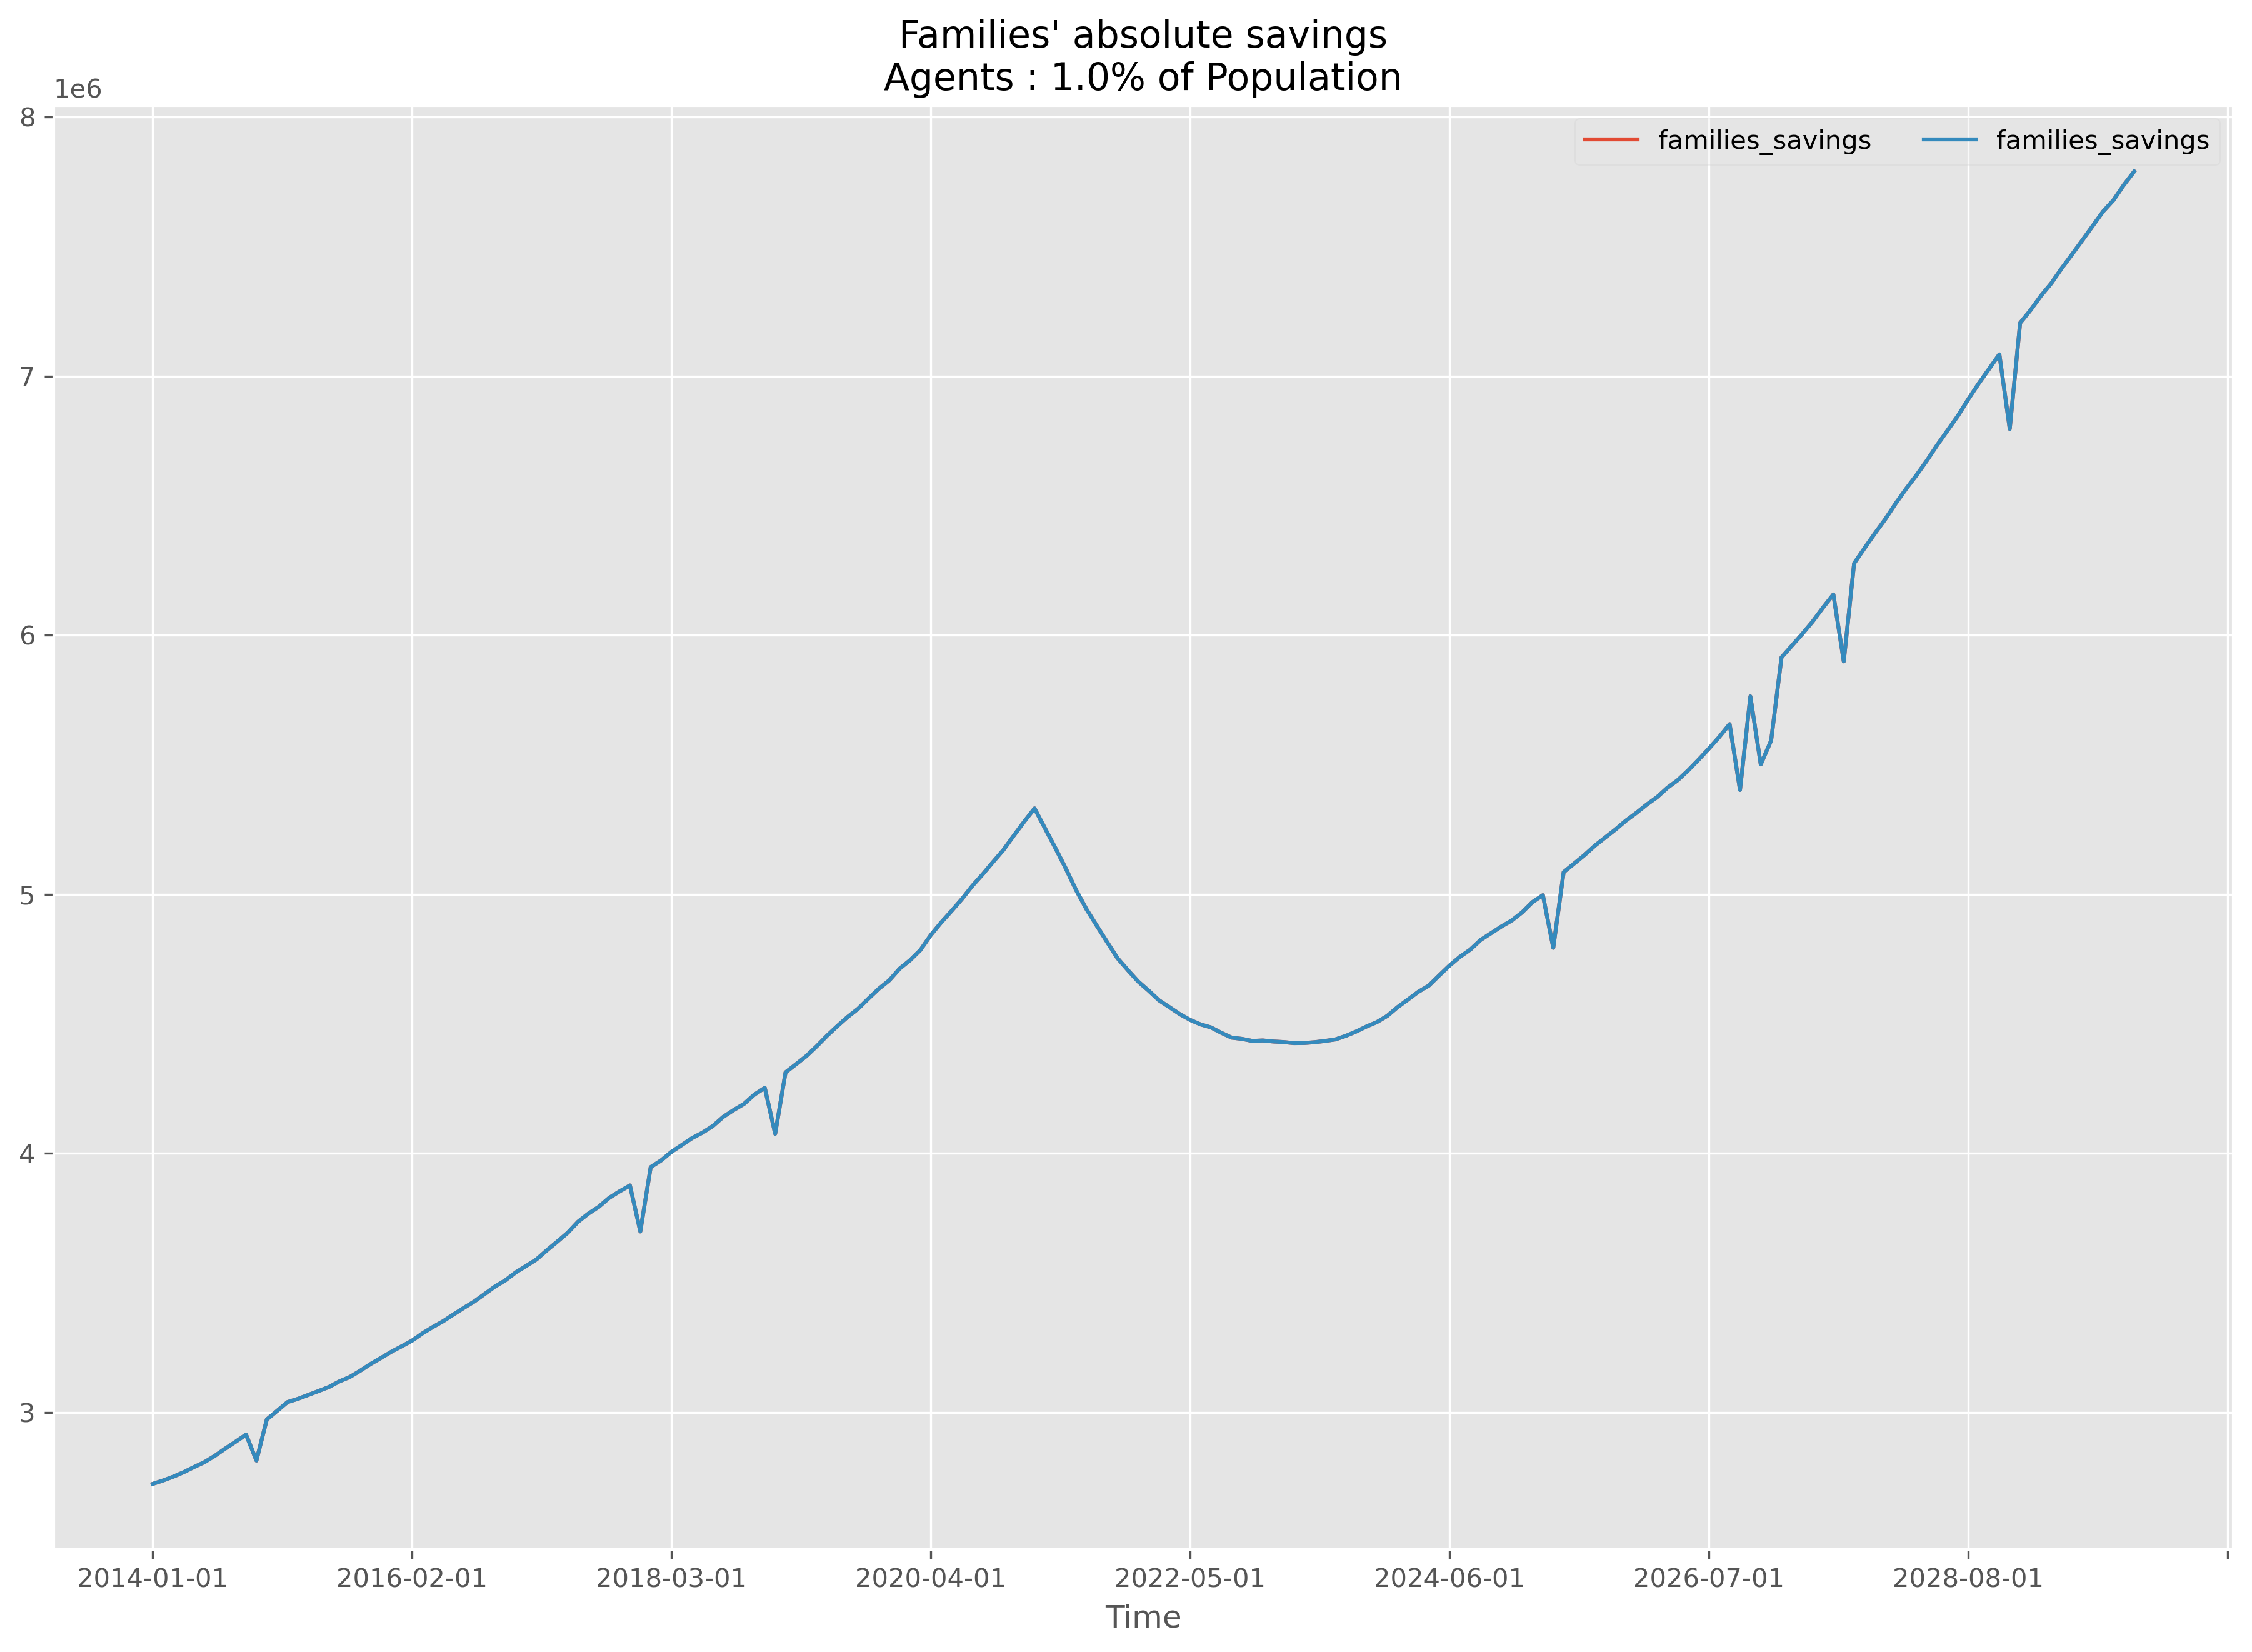 Families' absolute savings
Agents : 1.0% of Population
1e6
families_savings families_savings
8
7
6
5
4
3
2014-01-01 2016-02-01 2018-03-01 2020-04-01 2022-05-01 2024-06-01 2026-07-01 2028-08-01
Time